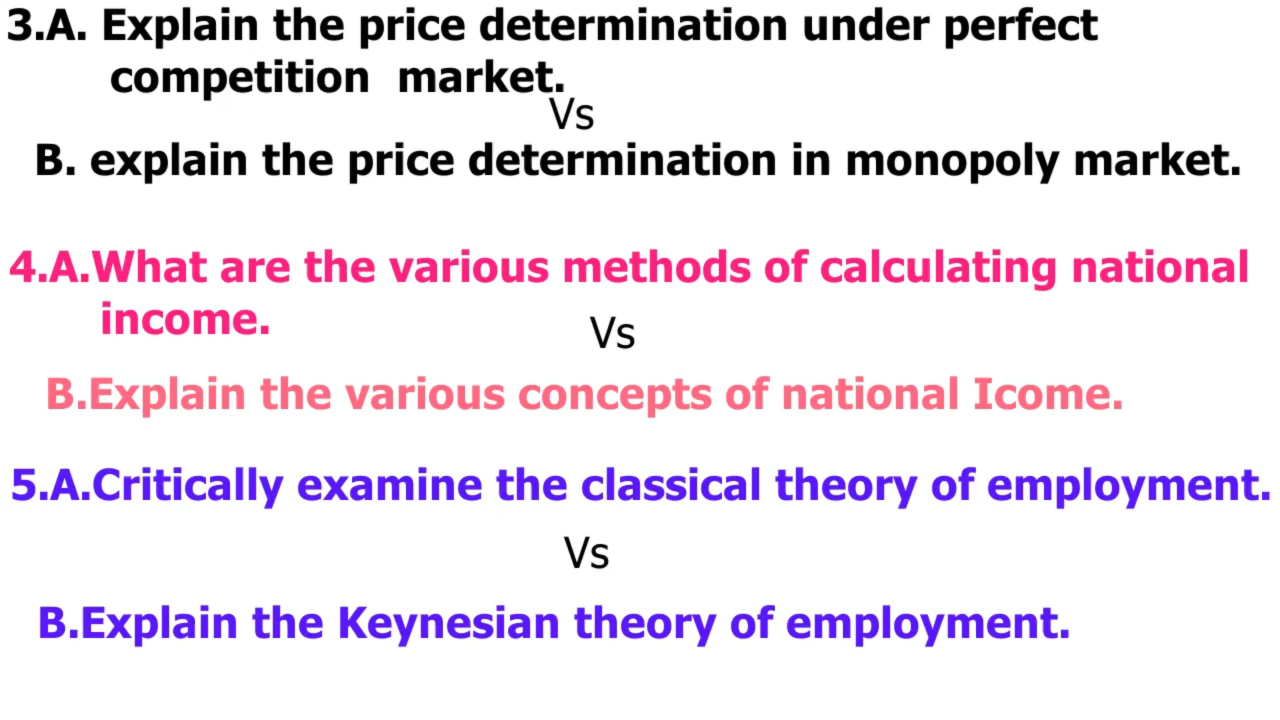 3.A. Explain the price determination under perfect
competition market.
Vs
B. explain the price determination in monopoly market.
4.A.What are the various methods of calculating national
income.
Vs
B.Explain the various concepts of national Icome.
5.A.Critically examine the classical theory of employment.
Vs
B.Explain the Keynesian theory of employment.